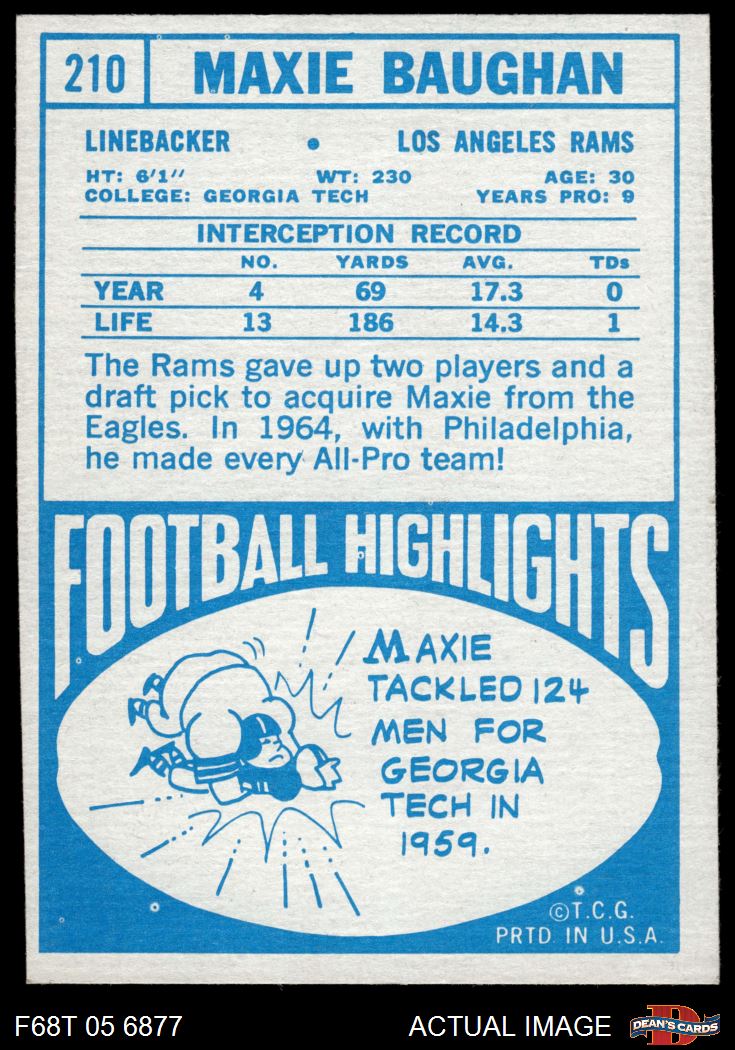 210 MAXIE BAUGHAN
LINEBACKER • LOS ANGELES RAMS
HT: 6'1" WT: 230 AGE: 30
COLLEGE: GEORGIA TECH YEARS PRO: 9
INTERCEPTION RECORD
NO. YARDS AVG. TDs
YEAR 4 69 17.3 0
LIFE 13 186 14.3 1
The Rams gave up two players and a
draft pick to acquire Maxie from the
Eagles. In 1964, with Philadelphia,
he made every All-Pro team!
FOOTBALL HIGHLIGHTS
MAXIE
TACKLED 124
MEN FOR
GEORGIA
TECH IN
1959.
©T.C.G.
PRTD IN U.S.A.
F68T 05 6877 ACTUAL IMAGE DEAN'S CARDS